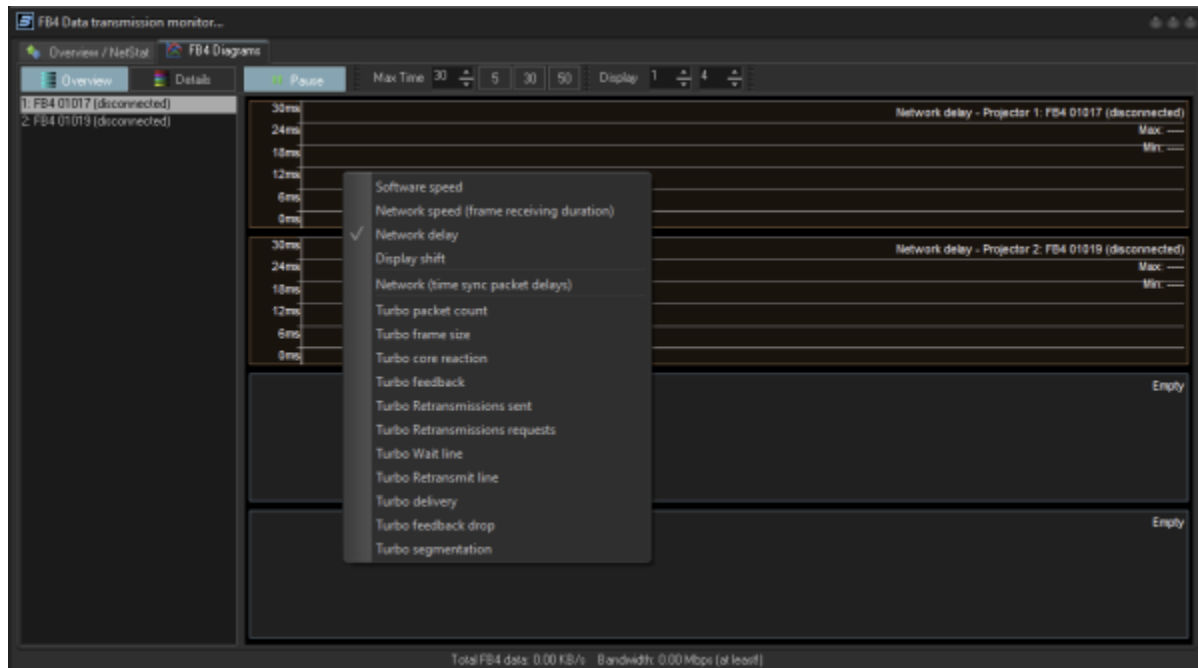 FB4 Data transmission monitor...
Overview / NetStat FB4 Diagrams
Overview Details Pause Max Time 30 5 30 50 Display 1 4
1: FB4 01017 (disconnected)
2: FB4 01019 (disconnected)
30ms Network delay - Projector 1: FB4 01017 (disconnected)
24ms Max: ----
18ms Min: ----
12ms
6ms
0ms
30ms Network delay - Projector 2: FB4 01019 (disconnected)
24ms Max: ----
18ms Min: ----
12ms
6ms
0ms
Software speed
Network speed (frame receiving duration)
Network delay
Display shift
Network (time sync packet delays)
Turbo packet count
Turbo frame size
Turbo core reaction
Turbo feedback
Turbo Retransmissions sent
Turbo Retransmissions requests
Turbo Wait line
Turbo Retransmit line
Turbo delivery
Turbo feedback drop
Turbo segmentation
Empty
Empty
Total FB4 data: 0.00 KB/s Bandwidth: 0.00 Mbps (at least)